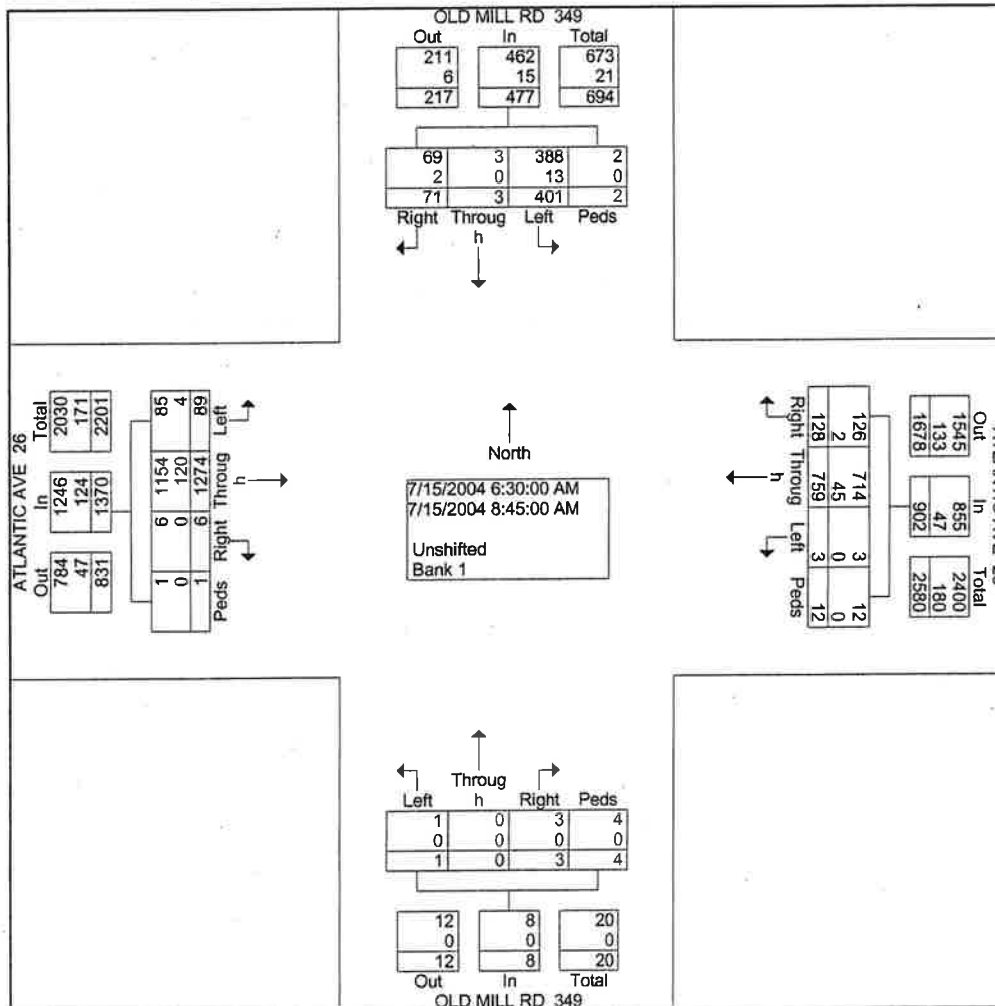 OLD MILL RD 349
Out In Total
211 462 673
6 15 21
217 477 694
69 3 388 2
2 0 13 0
71 3 401 2
Right Throug Left Peds
h
ATLANTIC AVE 26
Out In Total
784 1246 2030
47 124 171
831 1370 2201
85 1154 6 1
4 120 0 0
89 1274 6 1
Left Throug Right Peds
h
North
7/15/2004 6:30:00 AM
7/15/2004 8:45:00 AM
Unshifted
Bank 1
Right Throug Left Peds
h
126 714 3 12
2 45 0 0
128 759 3 12
Out In Total
1545 855 2400
133 47 180
1678 902 2580
Throug
Left h Right Peds
1 0 3 4
0 0 0 0
1 0 3 4
12 8 20
0 0 0
12 8 20
Out In Total
OLD MILL RD 349